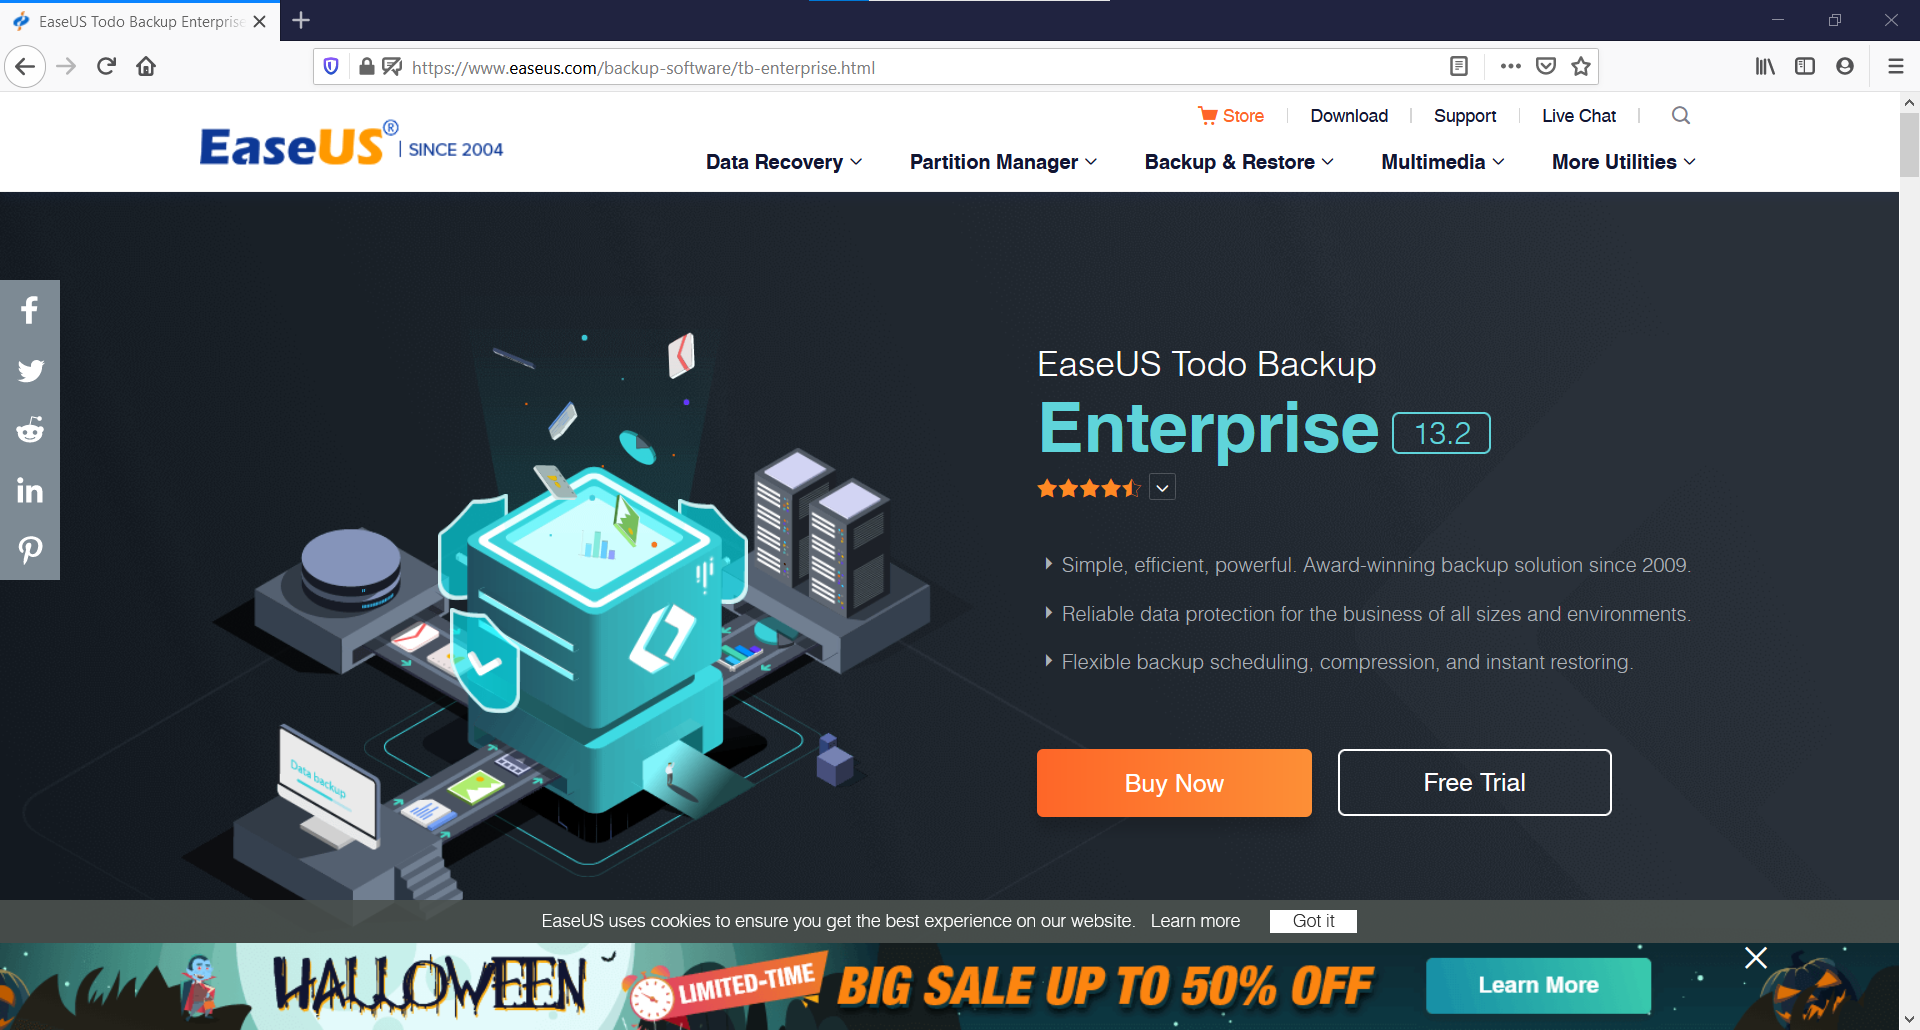 EaseUS Todo Backup Enterprise
https://www.easeus.com/backup-software/tb-enterprise.html
Store
Download
Support
Live Chat
EaseUS® | SINCE 2004
Data Recovery
Partition Manager
Backup & Restore
Multimedia
More Utilities
EaseUS Todo Backup
Enterprise 13.2
Simple, efficient, powerful. Award-winning backup solution since 2009.
Reliable data protection for the business of all sizes and environments.
Flexible backup scheduling, compression, and instant restoring.
Buy Now
Free Trial
Data backup
EaseUS uses cookies to ensure you get the best experience on our website. Learn more Got it
HALLOWEEN LIMITED-TIME BIG SALE UP TO 50% OFF Learn More